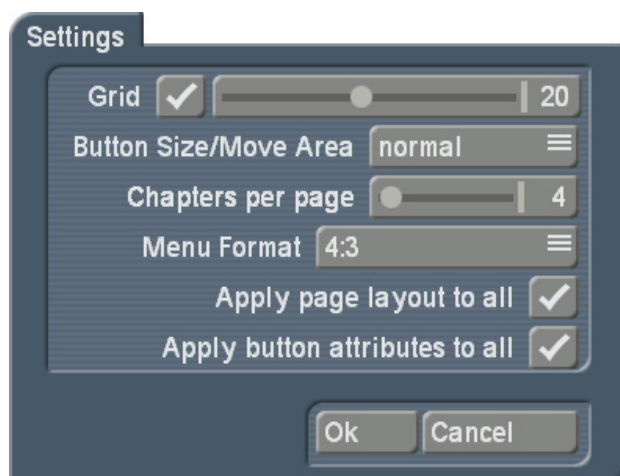 Settings
Grid 20
Button Size/Move Area normal
Chapters per page 4
Menu Format 4:3
Apply page layout to all
Apply button attributes to all
Ok Cancel